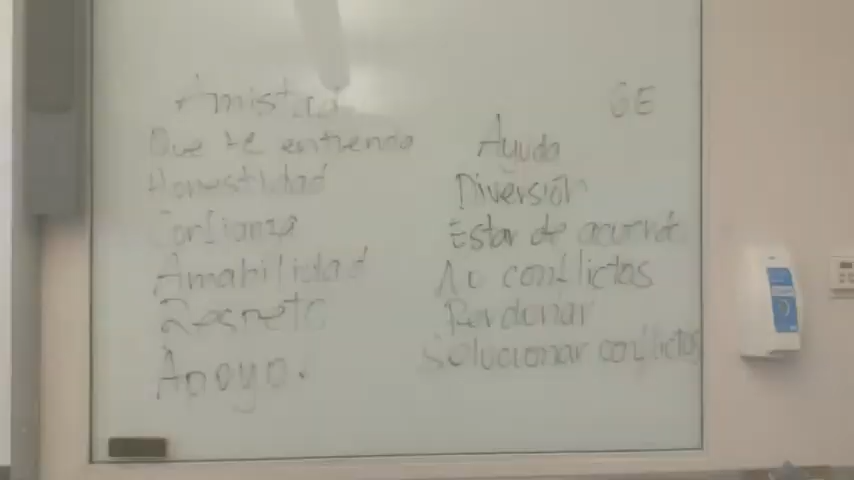 Amistad
Que te entienda
Honestidad
Confianza
Amabilidad
Respeto
Apoyo.
GE
Ayuda
Diversión
Estar de acuerdo
No conflictos
Perdonar
Solucionar conflictos